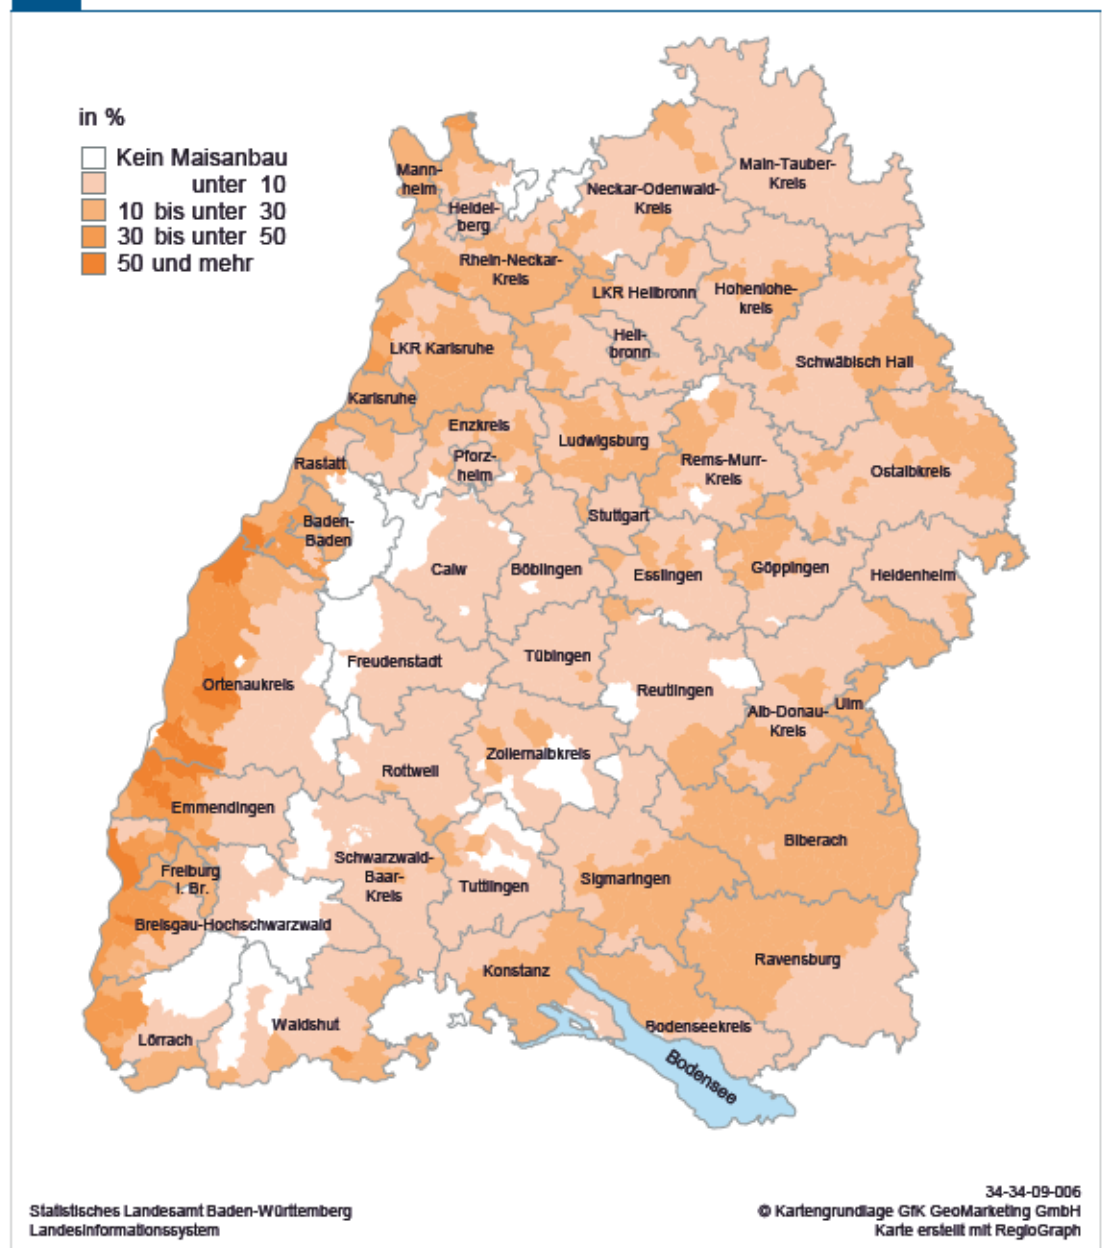 in %
Kein Maisanbau
unter 10
10 bis unter 30
30 bis unter 50
50 und mehr
Mann-
heim
Heidel-
berg
Neckar-Odenwald-
Kreis
Main-Tauber-
Kreis
Rhein-Neckar-
Kreis
LKR Heilbronn
Hohenlohe-
kreis
Heil-
bronn
LKR Karlsruhe
Schwäbisch Hall
Karlsruhe
Enzkreis
Ludwigsburg
Pforz-
heim
Rastatt
Rems-Murr-
Kreis
Ostalbkreis
Stuttgart
Baden-
Baden
Calw
Böblingen
Esslingen
Göppingen
Heidenheim
Freudenstadt
Tübingen
Ortenaukreis
Reutlingen
Alb-Donau-
Kreis
Ulm
Zollernalbkreis
Rottweil
Emmendingen
Biberach
Schwarzwald-
Baar-
Kreis
Freiburg
i. Br.
Tuttlingen
Sigmaringen
Breisgau-Hochschwarzwald
Konstanz
Ravensburg
Waldshut
Lörrach
Bodenseekreis
Bodensee
34-34-09-006
Statistisches Landesamt Baden-Württemberg
Landesinformationssystem
© Kartengrundlage GfK GeoMarketing GmbH
Karte erstellt mit RegioGraph